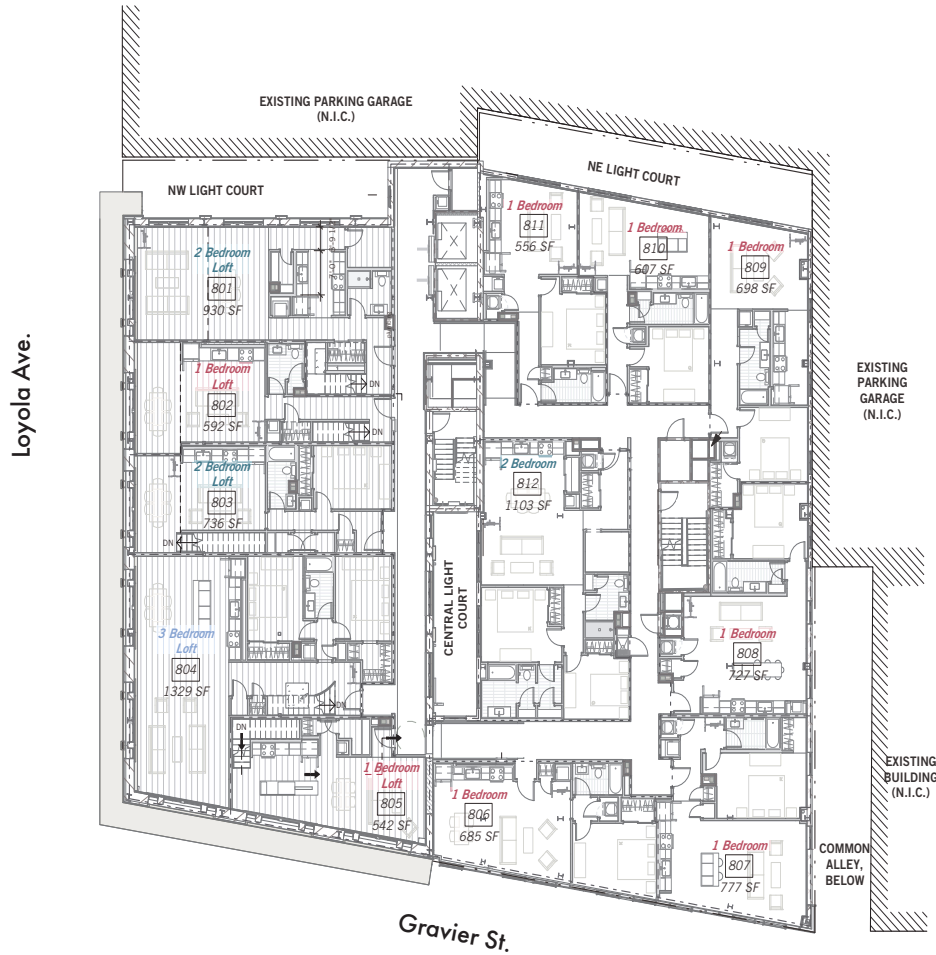 EXISTING PARKING GARAGE
(N.I.C.)
NW LIGHT COURT
NE LIGHT COURT
1 Bedroom
811
556 SF
1 Bedroom
810
607 SF
1 Bedroom
809
698 SF
2 Bedroom
Loft
801
930 SF
Loyola Ave.
EXISTING
PARKING
GARAGE
(N.I.C.)
1 Bedroom
Loft
802
592 SF
DN
DN
2 Bedroom
Loft
803
736 SF
DN
2 Bedroom
812
1103 SF
CENTRAL LIGHT
COURT
3 Bedroom
Loft
804
1329 SF
DN
DN
1 Bedroom
808
727 SF
1 Bedroom
Loft
805
542 SF
1 Bedroom
806
685 SF
1 Bedroom
807
777 SF
EXISTING
BUILDING
(N.I.C.)
COMMON
ALLEY,
BELOW
Gravier St.